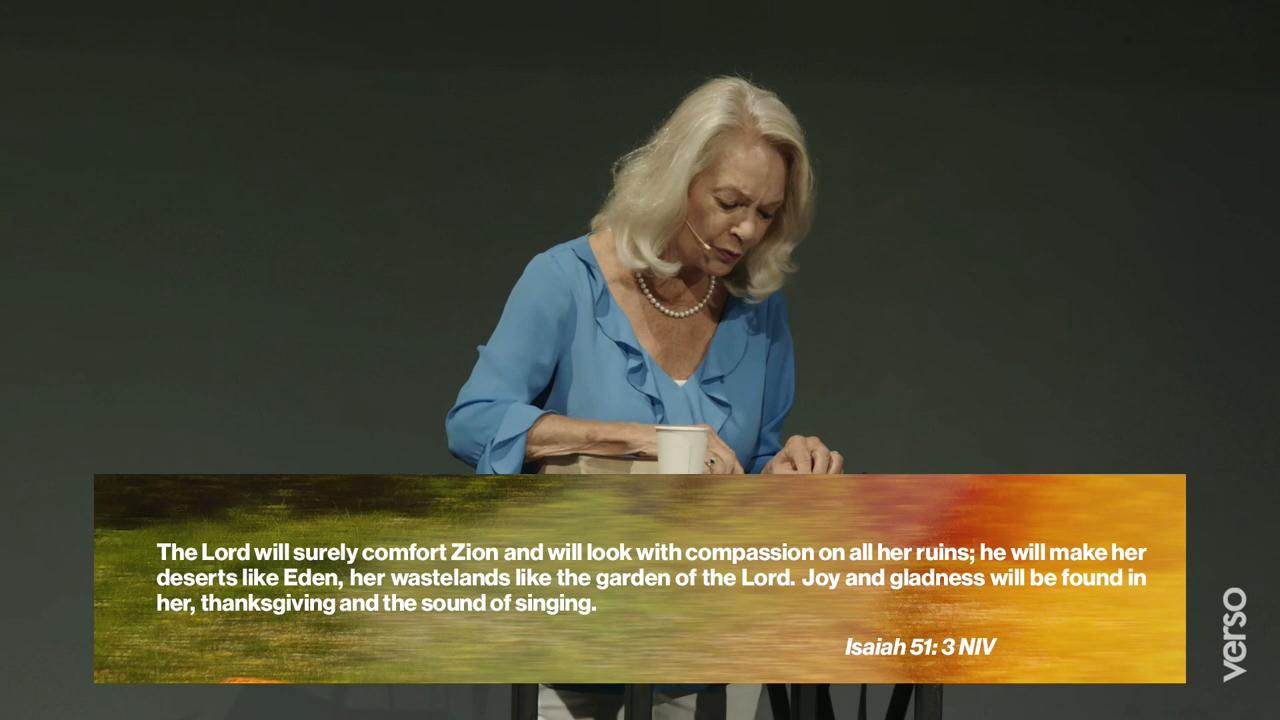 The Lord will surely comfort Zion and will look with compassion on all her ruins; he will make her
deserts like Eden, her wastelands like the garden of the Lord. Joy and gladness will be found in
her, thanksgiving and the sound of singing.
Isaiah 51: 3 NIV
verso